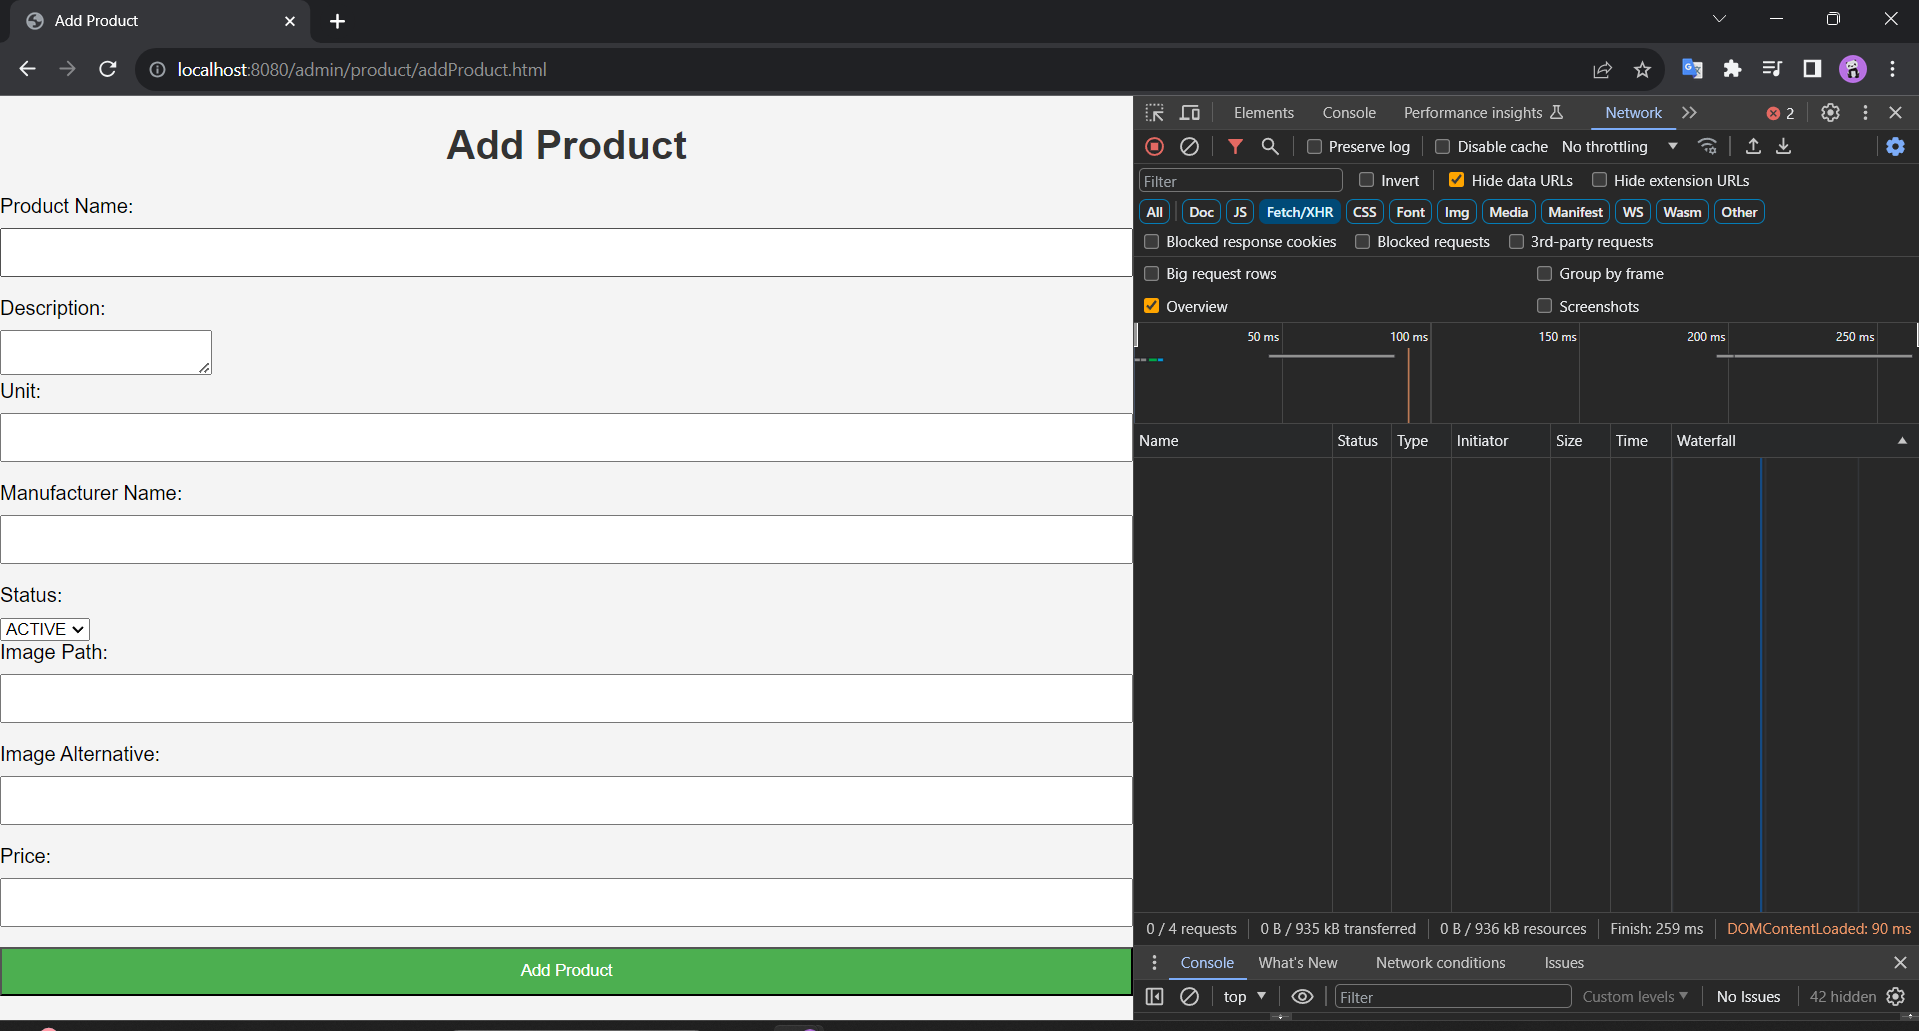 Add Product
localhost:8080/admin/product/addProduct.html
Add Product
Product Name:
Description:
Unit:
Manufacturer Name:
Status:
ACTIVE
Image Path:
Image Alternative:
Price:
Add Product
Elements Console Performance insights Network 2
Preserve log Disable cache No throttling
Filter Invert Hide data URLs Hide extension URLs
All Doc JS Fetch/XHR CSS Font Img Media Manifest WS Wasm Other
Blocked response cookies Blocked requests 3rd-party requests
Big request rows Group by frame
Overview Screenshots
50 ms 100 ms 150 ms 200 ms 250 ms
Name Status Type Initiator Size Time Waterfall
0 / 4 requests 0 B / 935 kB transferred 0 B / 936 kB resources Finish: 259 ms DOMContentLoaded: 90 ms
Console What's New Network conditions Issues
top Filter Custom levels No Issues 42 hidden